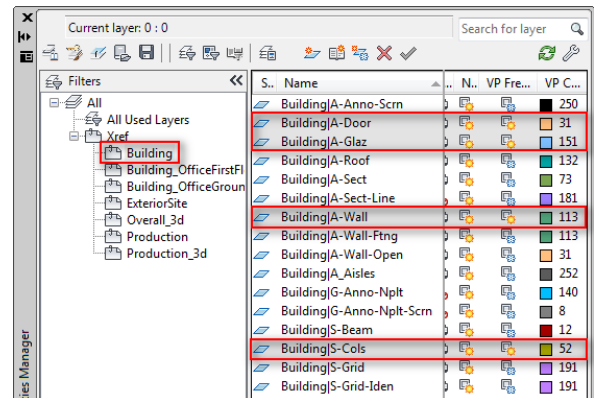 Current layer: 0 : 0
Search for layer
Filters
S.. Name .. N.. VP Fre... VP C...
All
All Used Layers
Xref
Building
Building_OfficeFirstFl
Building_OfficeGroun
ExteriorSite
Overall_3d
Production
Production_3d
Building|A-Anno-Scrn 250
Building|A-Door 31
Building|A-Glaz 151
Building|A-Roof 132
Building|A-Sect 73
Building|A-Sect-Line 181
Building|A-Wall 113
Building|A-Wall-Ftng 113
Building|A-Wall-Open 31
Building|A_Aisles 252
Building|G-Anno-Nplt 140
Building|G-Anno-Nplt-Scrn 8
Building|S-Beam 12
Building|S-Cols 52
Building|S-Grid 191
Building|S-Grid-Iden 191
ies Manager